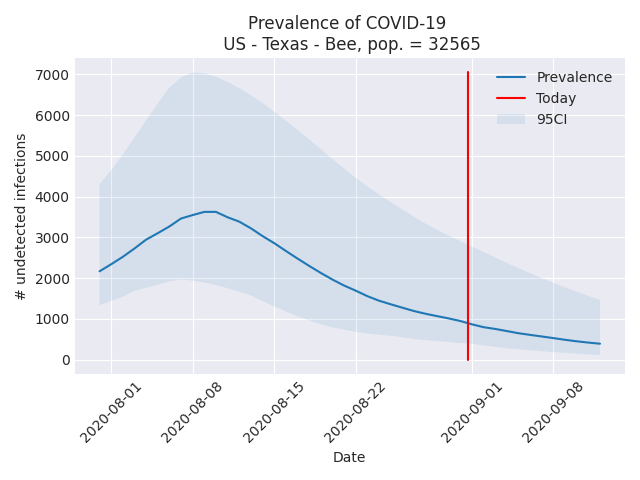 Prevalence of COVID-19
US - Texas - Bee, pop. = 32565
7000
6000
5000
4000
3000
2000
1000
0
# undetected infections
Prevalence
Today
95CI
2020-08-01
2020-08-08
2020-08-15
2020-08-22
2020-09-01
2020-09-08
Date